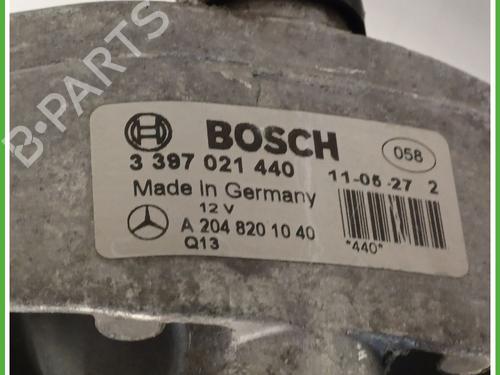 B-PARTS
BOSCH
058
3 397 021 440
11-05-27 2
Made In Germany
12 V
A 204 820 10 40
Q13
*440*